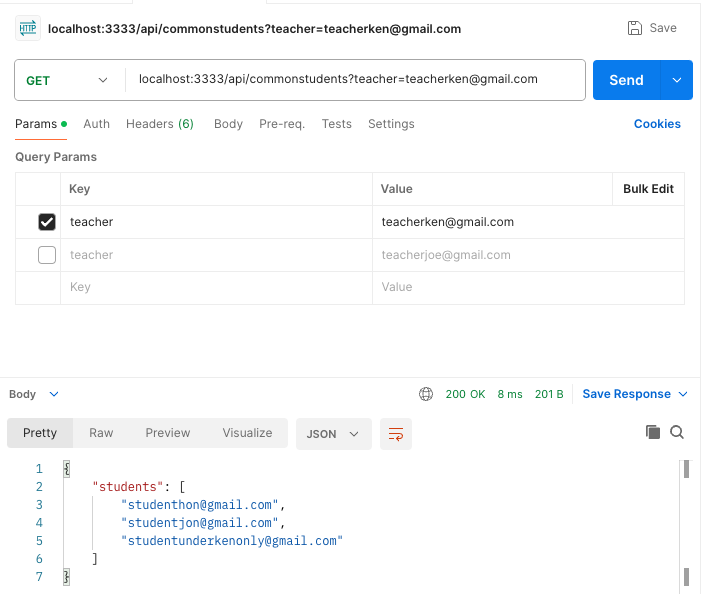 HTTP localhost:3333/api/commonstudents?teacher=teacherken@gmail.com Save
GET localhost:3333/api/commonstudents?teacher=teacherken@gmail.com Send
Params Auth Headers (6) Body Pre-req. Tests Settings Cookies
Query Params
Key Value Bulk Edit
teacher teacherken@gmail.com
teacher teacherjoe@gmail.com
Key Value
Body 200 OK 8 ms 201 B Save Response
Pretty Raw Preview Visualize JSON
1 {
2 "students": [
3 "studenthon@gmail.com",
4 "studentjon@gmail.com",
5 "studentunderkenonly@gmail.com"
6 ]
7 }